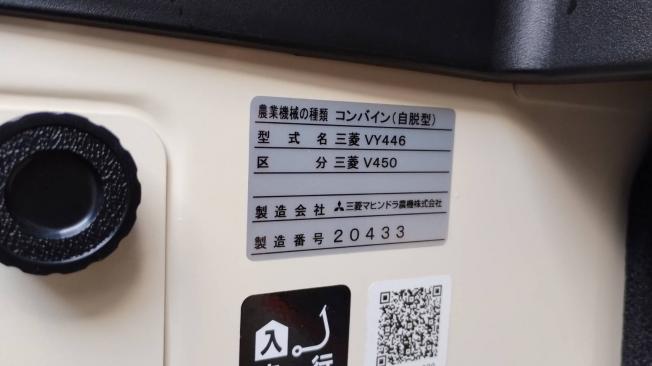 農業機械の種類 コンバイン(自脱型)
型式名 三菱 VY446
区分 三菱 V450
製造会社 三菱マヒンドラ農機株式会社
製造番号 20433
入
行